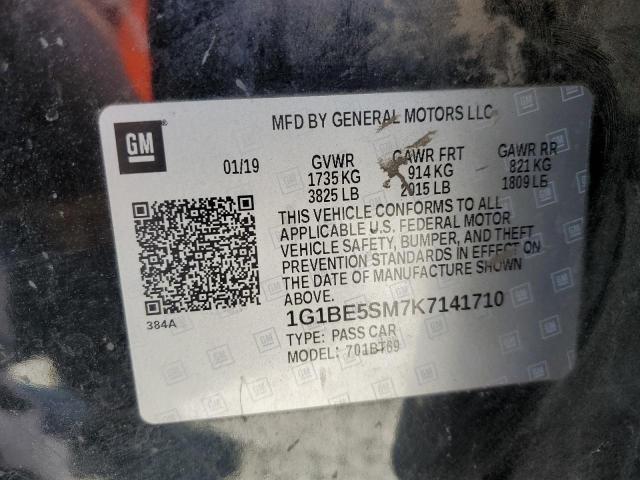 MFD BY GENERAL MOTORS LLC
GM
01/19
GVWR GAWR FRT GAWR RR
1735 KG 914 KG 821 KG
3825 LB 2015 LB 1809 LB
THIS VEHICLE CONFORMS TO ALL
APPLICABLE U.S. FEDERAL MOTOR
VEHICLE SAFETY, BUMPER, AND THEFT
PREVENTION STANDARDS IN EFFECT ON
THE DATE OF MANUFACTURE SHOWN
ABOVE.
384A
1G1BE5SM7K7141710
TYPE: PASS CAR
MODEL: 701BT69